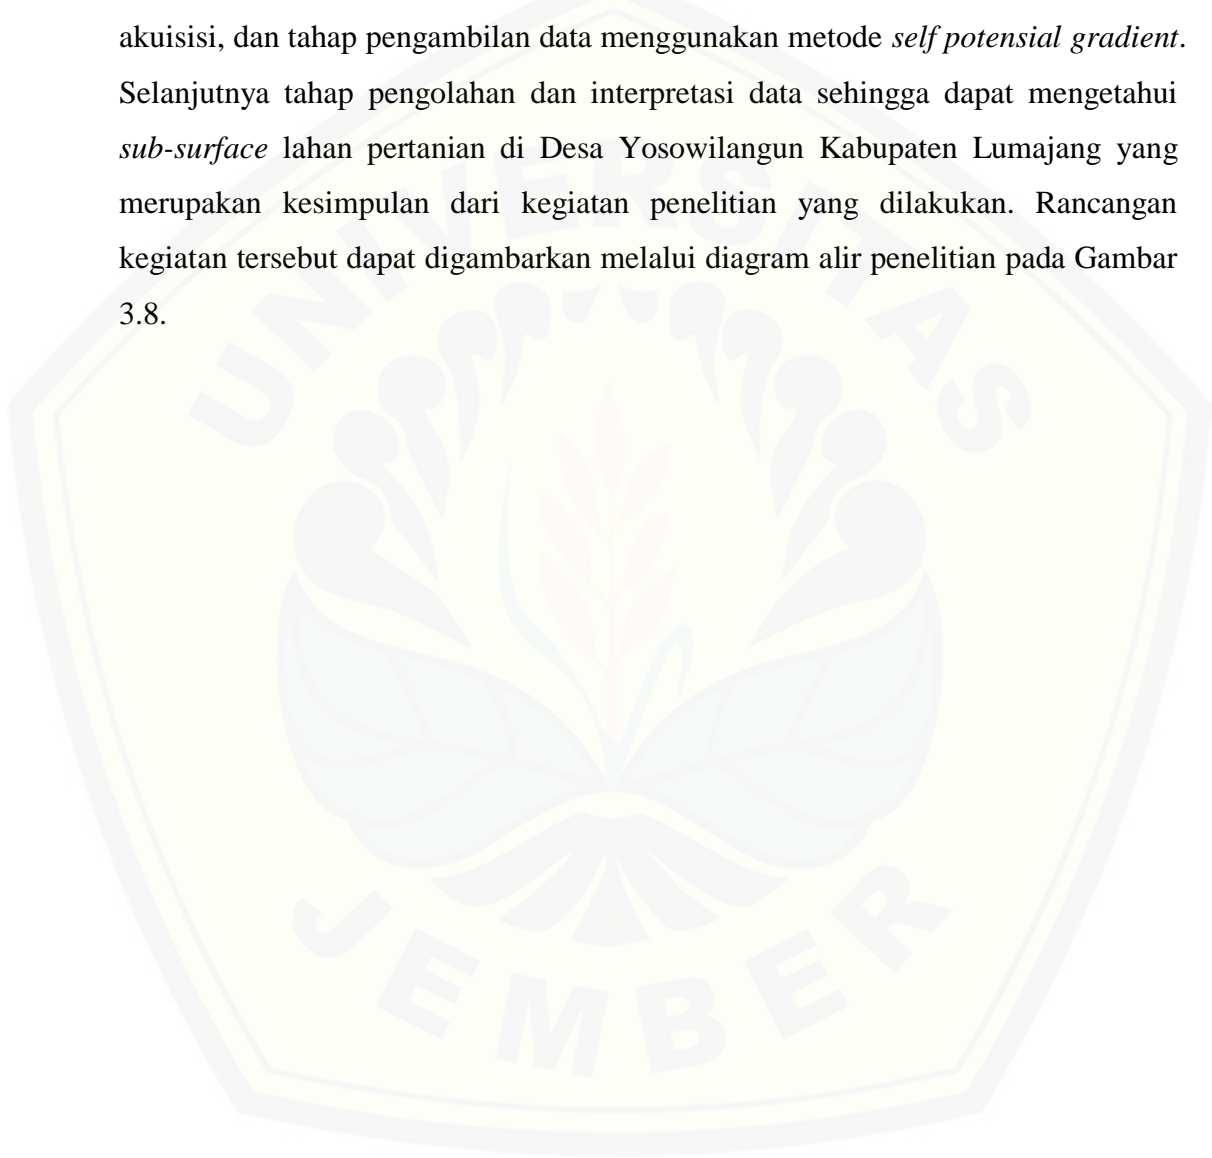 akuisisi, dan tahap pengambilan data menggunakan metode self potensial gradient.
Selanjutnya tahap pengolahan dan interpretasi data sehingga dapat mengetahui
sub-surface lahan pertanian di Desa Yosowilangun Kabupaten Lumajang yang
merupakan kesimpulan dari kegiatan penelitian yang dilakukan. Rancangan
kegiatan tersebut dapat digambarkan melalui diagram alir penelitian pada Gambar
3.8.
UNIVERSITAS
JEMBER